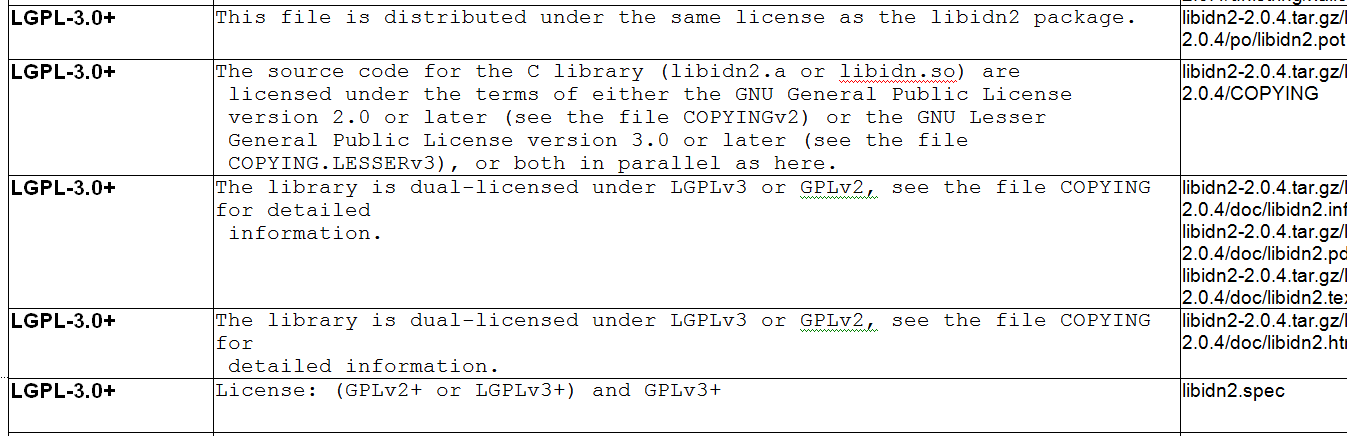 LGPL-3.0+
This file is distributed under the same license as the libidn2 package.
libidn2-2.0.4.tar.gz/
2.0.4/po/libidn2.pot
LGPL-3.0+
The source code for the C library (libidn2.a or libidn.so) are
licensed under the terms of either the GNU General Public License
version 2.0 or later (see the file COPYINGv2) or the GNU Lesser
General Public License version 3.0 or later (see the file
COPYING.LESSERv3), or both in parallel as here.
libidn2-2.0.4.tar.gz/
2.0.4/COPYING
LGPL-3.0+
The library is dual-licensed under LGPLv3 or GPLv2, see the file COPYING
for detailed
information.
libidn2-2.0.4.tar.gz/
2.0.4/doc/libidn2.inf
libidn2-2.0.4.tar.gz/
2.0.4/doc/libidn2.pd
libidn2-2.0.4.tar.gz/
2.0.4/doc/libidn2.te
LGPL-3.0+
The library is dual-licensed under LGPLv3 or GPLv2, see the file COPYING
for
detailed information.
libidn2-2.0.4.tar.gz/
2.0.4/doc/libidn2.ht
LGPL-3.0+
License: (GPLv2+ or LGPLv3+) and GPLv3+
libidn2.spec